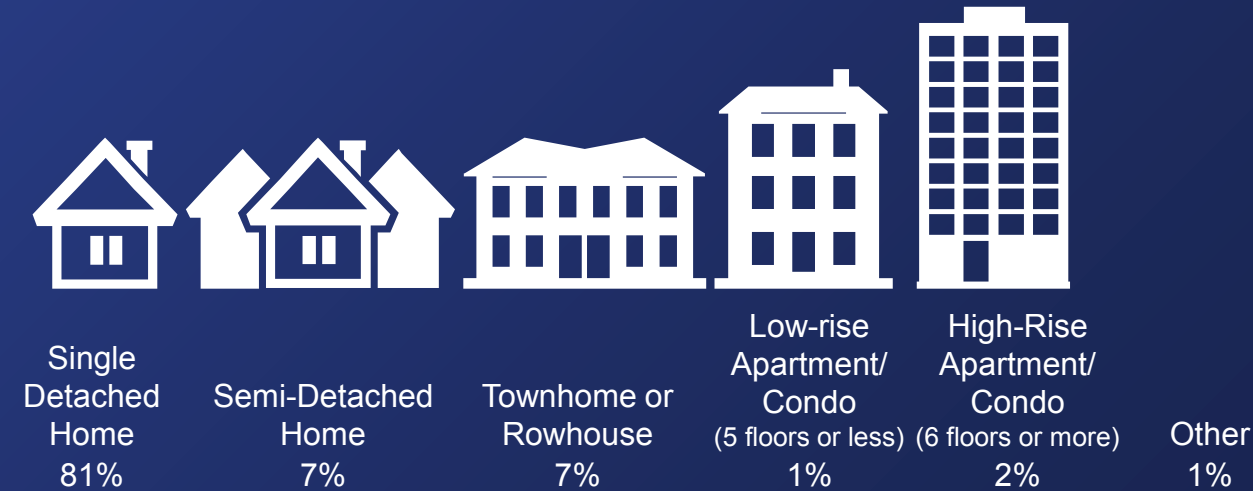 Single
Detached
Home
81%
Semi-Detached
Home
7%
Townhome or
Rowhouse
7%
Low-rise
Apartment/
Condo
(5 floors or less)
1%
High-Rise
Apartment/
Condo
(6 floors or more)
2%
Other
1%